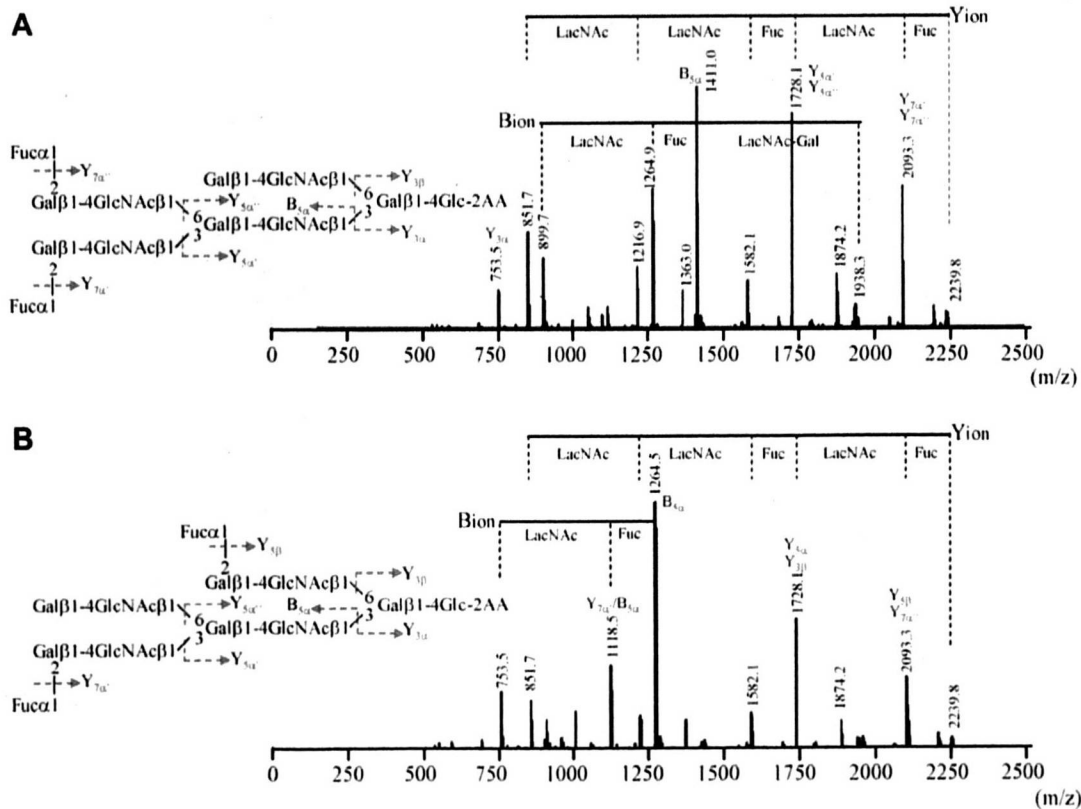 A
Yion
LacNAc LacNAc Fuc LacNAc Fuc
B5α
1411.0
1728.1
Y5α'
Y5α''
Y7α'
Y7α''
2093.3
Bion
LacNAc Fuc LacNAc-Gal
1264.9
Fucα1
Y7α''
2
Galβ1-4GlcNAcβ1
Y3β
Galβ1-4GlcNAcβ1
Y5α''
B5α
6
Galβ1-4Glc-2AA
6
3
Galβ1-4GlcNAcβ1
3
Galβ1-4GlcNAcβ1
Y3α
Y5α'
2
Y7α'
Fucα1
Y3α
753.5
851.7
899.7
1216.9
1363.0
1582.1
1874.2
1938.3
2239.8
0 250 500 750 1000 1250 1500 1750 2000 2250 2500
(m/z)
B
Yion
LacNAc LacNAc Fuc LacNAc Fuc
1264.5
B5α
Bion
LacNAc Fuc
Fucα1
Y5β
2
Galβ1-4GlcNAcβ1
Y3β
Galβ1-4GlcNAcβ1
Y5α''
B5α
6
Galβ1-4Glc-2AA
6
3
Galβ1-4GlcNAcβ1
3
Galβ1-4GlcNAcβ1
Y3α
Y5α'
2
Y7α'
Fucα1
Y3β
1728.1
Y5β
Y7α'
2093.3
1118.5
753.5
851.7
1582.1
1874.2
2239.8
0 250 500 750 1000 1250 1500 1750 2000 2250 2500
(m/z)